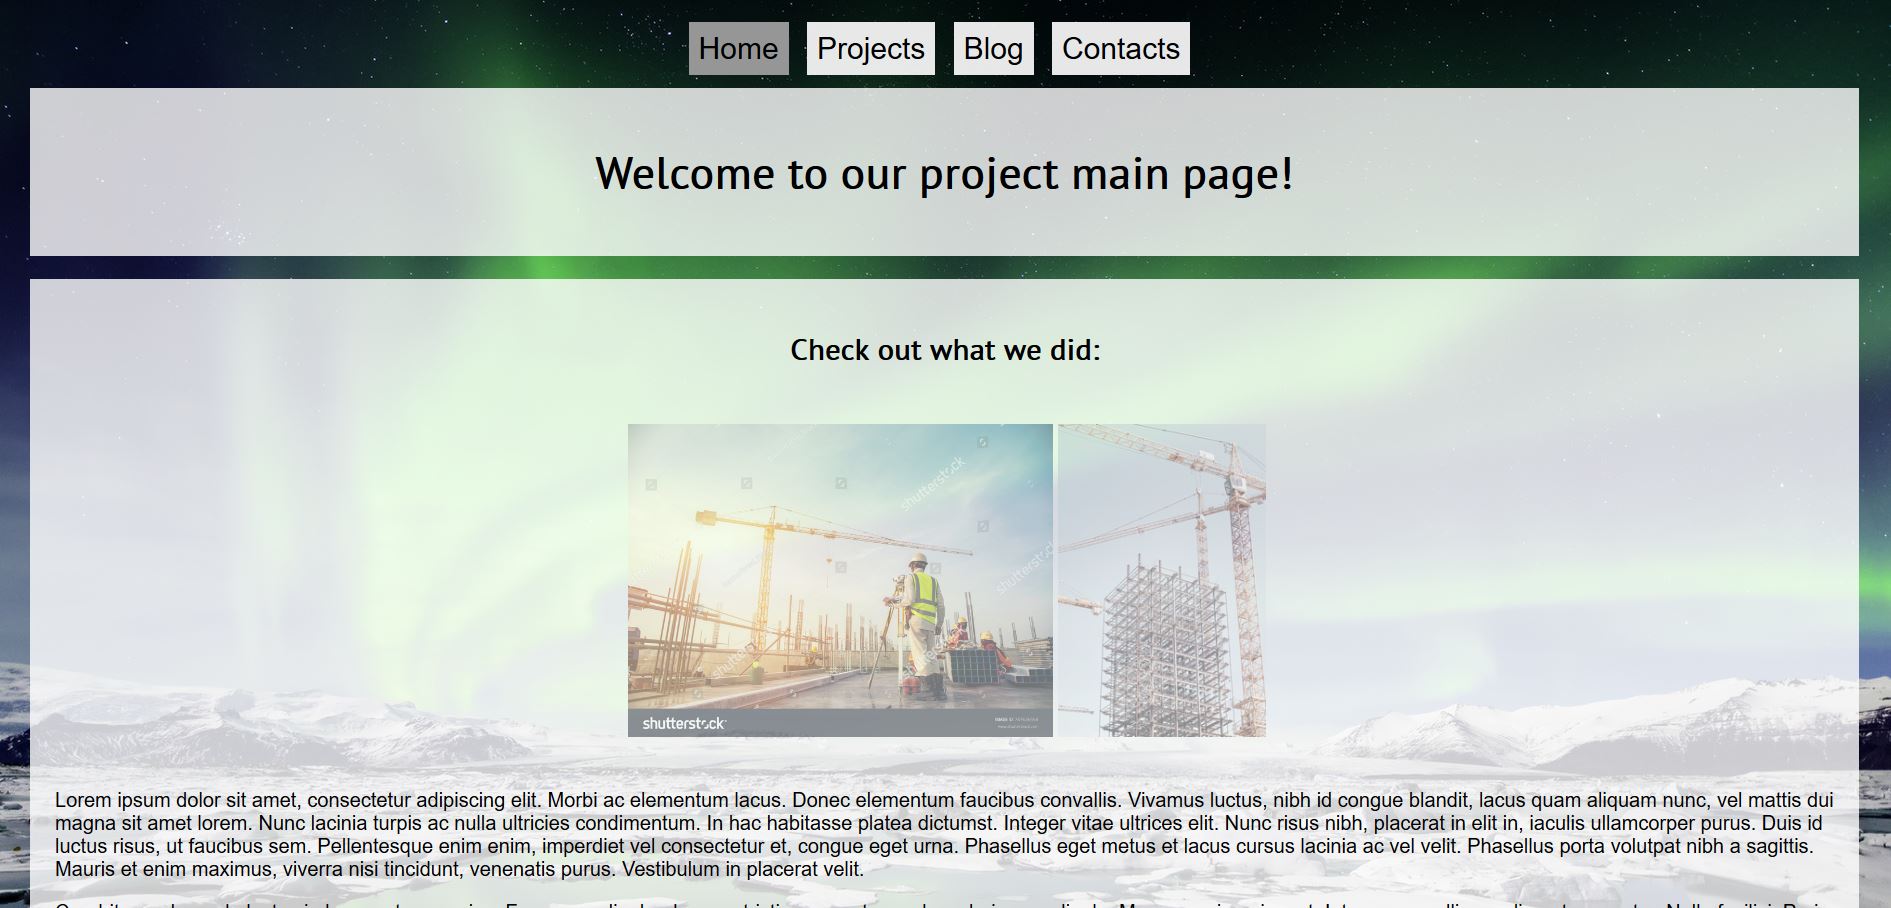 Home Projects Blog Contacts
Welcome to our project main page!
Check out what we did:
shutterstock
shutterstock
shutterstock
shutterstock
shutterstock
Lorem ipsum dolor sit amet, consectetur adipiscing elit. Morbi ac elementum lacus. Donec elementum faucibus convallis. Vivamus luctus, nibh id congue blandit, lacus quam aliquam nunc, vel mattis dui
magna sit amet lorem. Nunc lacinia turpis ac nulla ultricies condimentum. In hac habitasse platea dictumst. Integer vitae ultrices elit. Nunc risus nibh, placerat in elit in, iaculis ullamcorper purus. Duis id
luctus risus, ut faucibus sem. Pellentesque enim enim, imperdiet vel consectetur et, congue eget urna. Phasellus eget metus et lacus cursus lacinia ac vel velit. Phasellus porta volutpat nibh a sagittis.
Mauris et enim maximus, viverra nisi tincidunt, venenatis purus. Vestibulum in placerat velit.